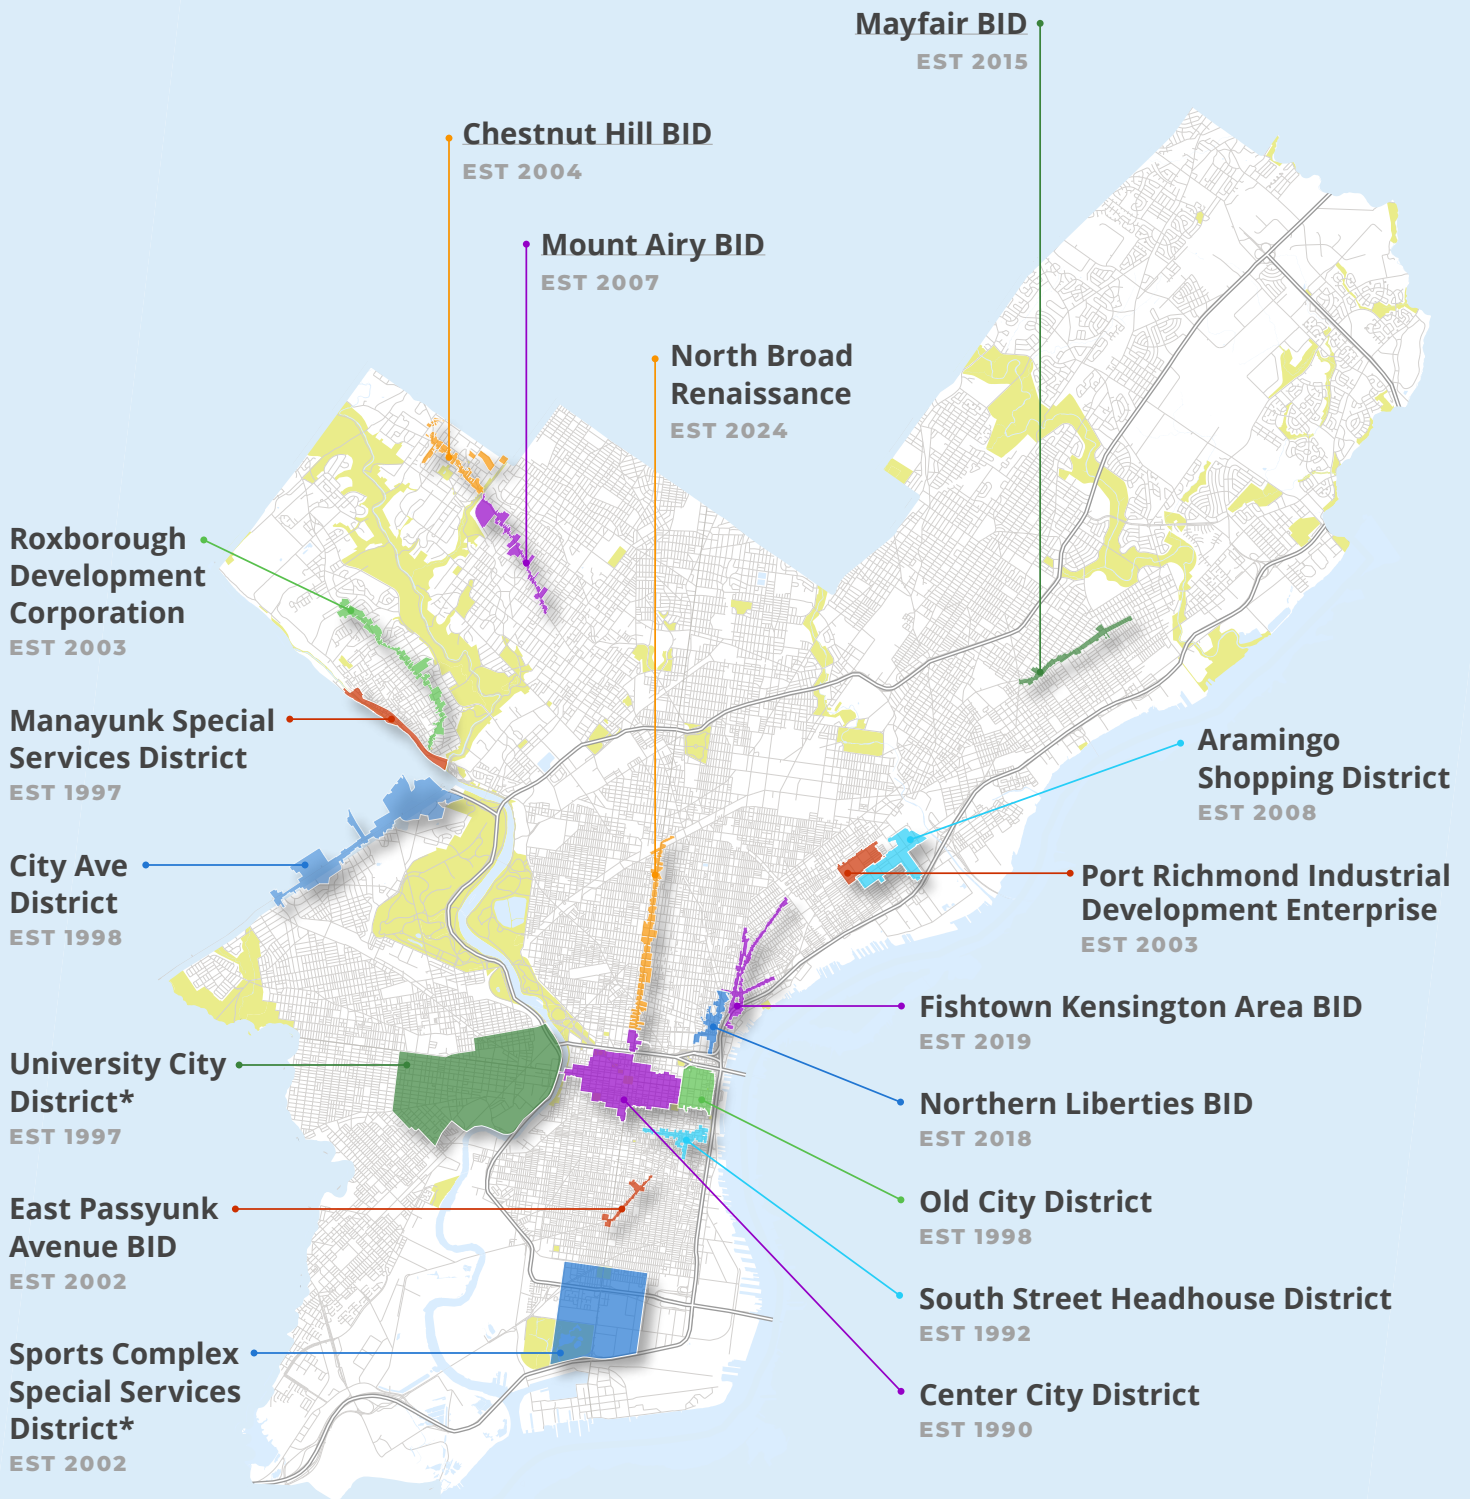 Mayfair BID
EST 2015
Chestnut Hill BID
EST 2004
Mount Airy BID
EST 2007
North Broad
Renaissance
EST 2024
Roxborough
Development
Corporation
EST 2003
Manayunk Special
Services District
EST 1997
City Ave
District
EST 1998
University City
District*
EST 1997
East Passyunk
Avenue BID
EST 2002
Sports Complex
Special Services
District*
EST 2002
Aramingo
Shopping District
EST 2008
Port Richmond Industrial
Development Enterprise
EST 2003
Fishtown Kensington Area BID
EST 2019
Northern Liberties BID
EST 2018
Old City District
EST 1998
South Street Headhouse District
EST 1992
Center City District
EST 1990